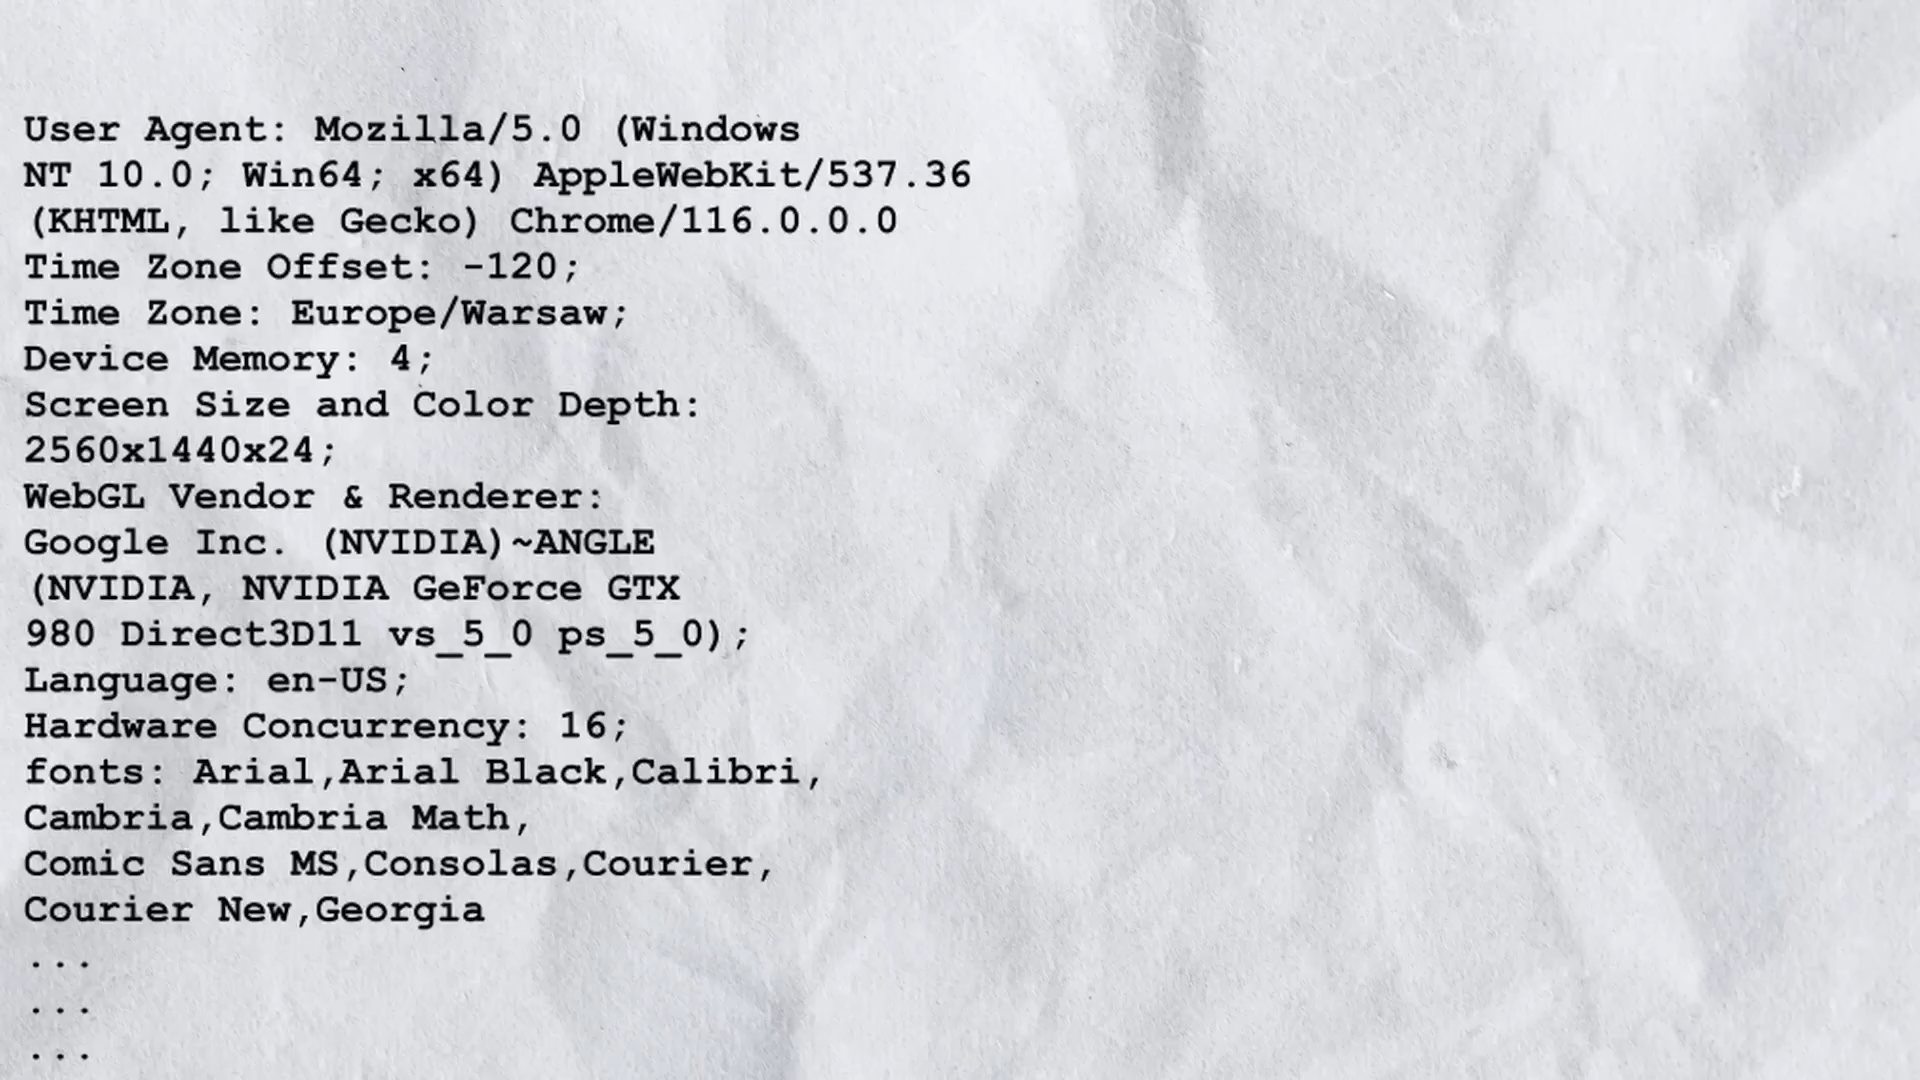 User Agent: Mozilla/5.0 (Windows
NT 10.0; Win64; x64) AppleWebKit/537.36
(KHTML, like Gecko) Chrome/116.0.0.0
Time Zone Offset: -120;
Time Zone: Europe/Warsaw;
Device Memory: 4;
Screen Size and Color Depth:
2560x1440x24;
WebGL Vendor & Renderer:
Google Inc. (NVIDIA)~ANGLE
(NVIDIA, NVIDIA GeForce GTX
980 Direct3D11 vs_5_0 ps_5_0);
Language: en-US;
Hardware Concurrency: 16;
fonts: Arial,Arial Black,Calibri,
Cambria,Cambria Math,
Comic Sans MS,Consolas,Courier,
Courier New,Georgia
...
...
...